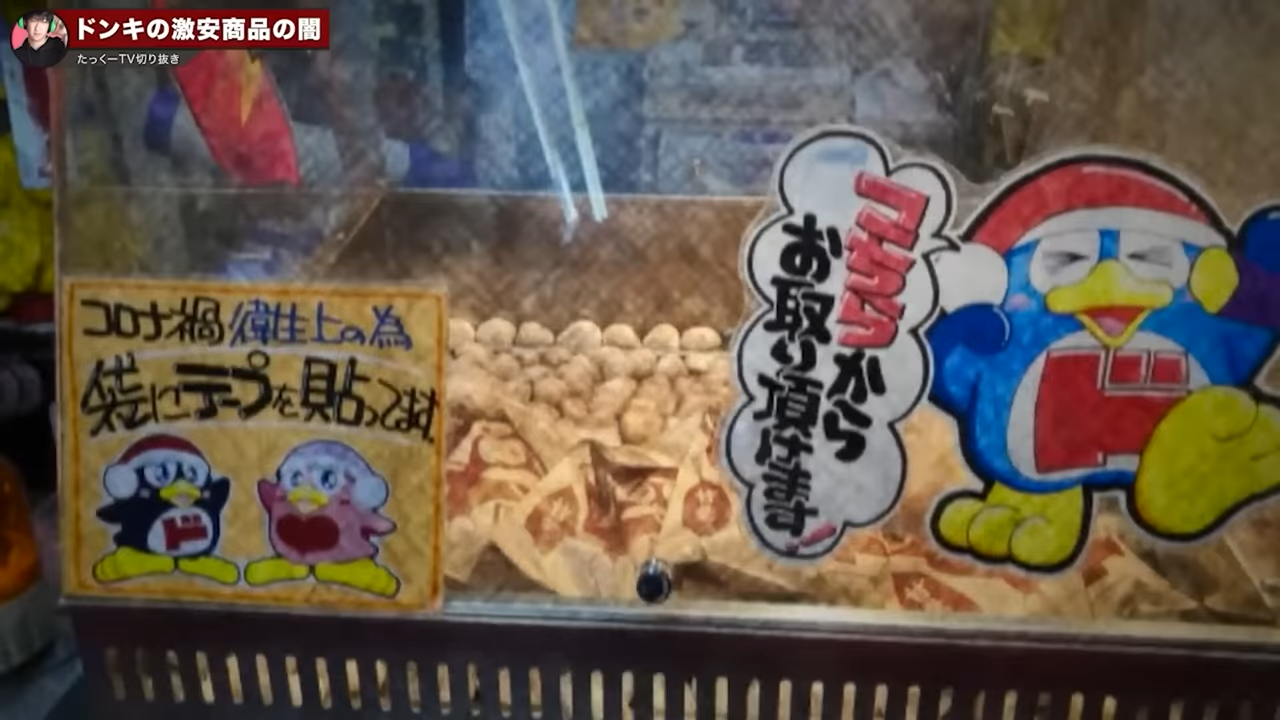 ドンキの激安商品の闇
たっくーTV切り抜き
コロナ禍衛生上の為
袋にテープを貼ってます
ド
コチラから
お取り頂けます
ド